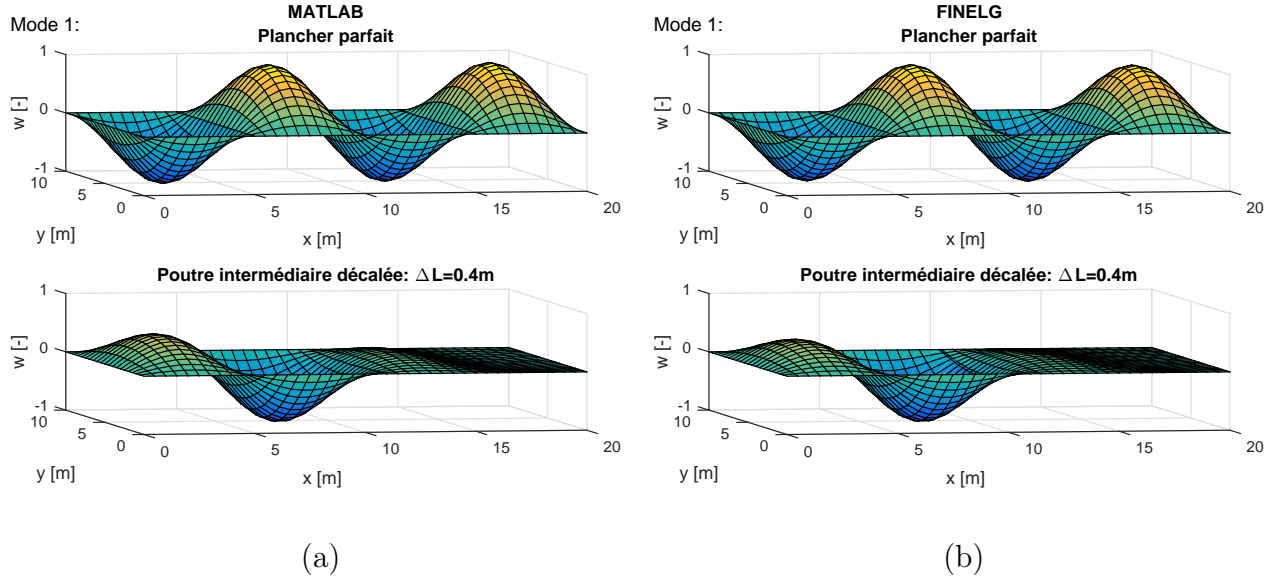 Mode 1:
MATLAB
Plancher parfait
1
0
-1
w [-]
10
5
0
y [m]
0
5
10
15
20
x [m]
Poutre intermédiaire décalée: Δ L=0.4m
1
0
-1
w [-]
10
5
0
y [m]
0
5
10
15
20
x [m]
(a)
Mode 1:
FINELG
Plancher parfait
1
0
-1
w [-]
10
5
0
y [m]
0
5
10
15
20
x [m]
Poutre intermédiaire décalée: Δ L=0.4m
1
0
-1
w [-]
10
5
0
y [m]
0
5
10
15
20
x [m]
(b)